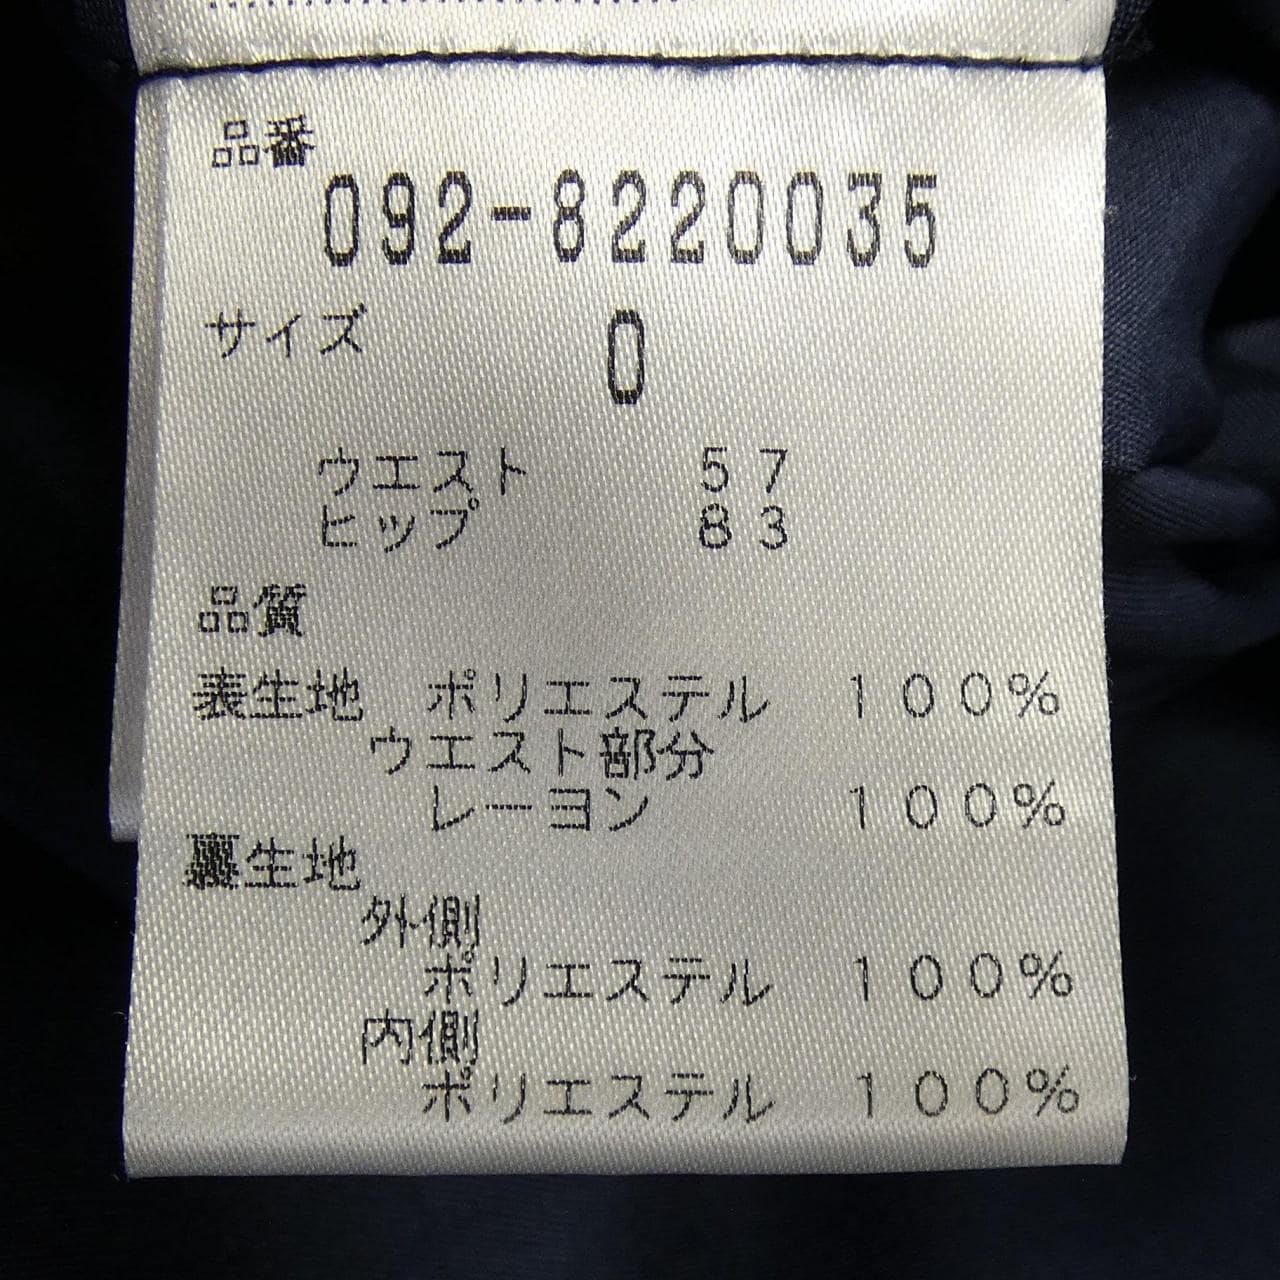 品番
092-8220035
サイズ 0
ウエスト 57
ヒップ 83
品質
表生地 ポリエステル 100%
ウエスト部分
レーヨン 100%
裏生地
外側
ポリエステル 100%
内側
ポリエステル 100%